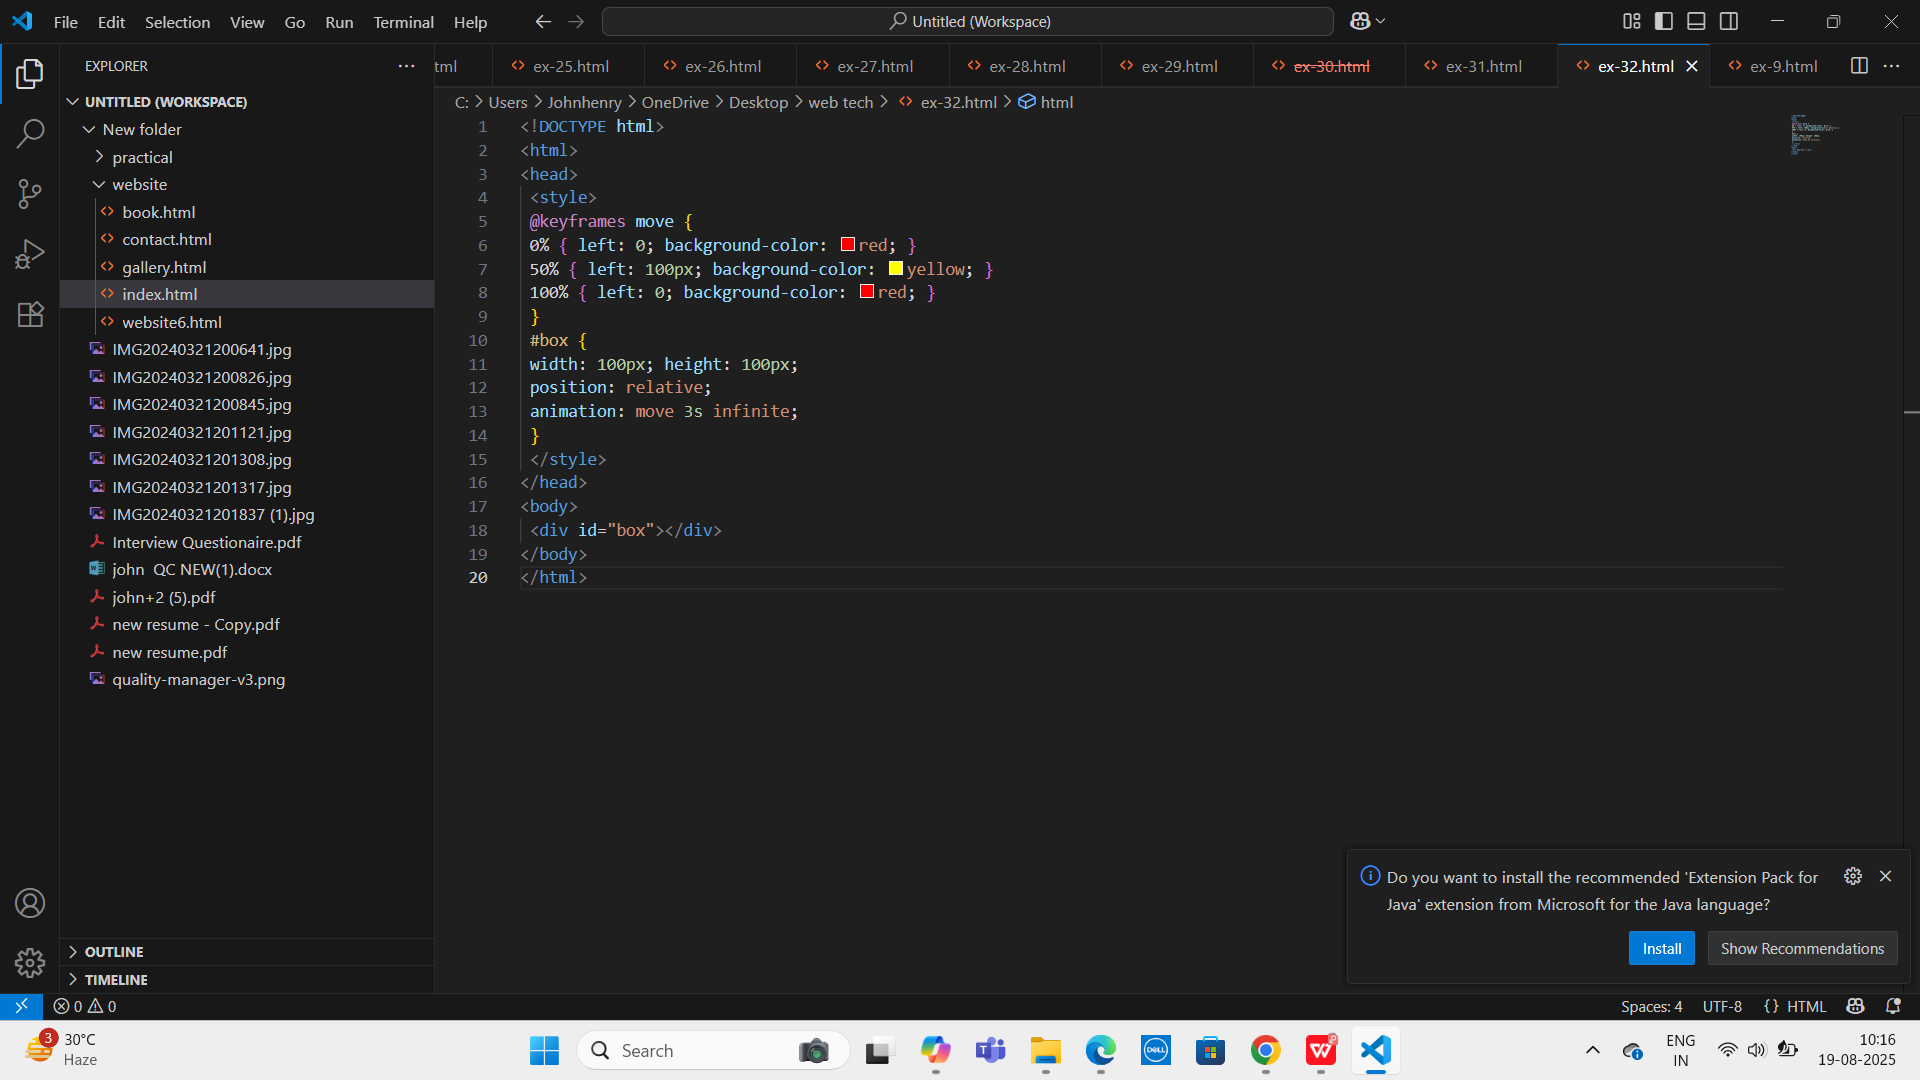 File Edit Selection View Go Run Terminal Help
Untitled (Workspace)
EXPLORER
tml
ex-25.html
ex-26.html
ex-27.html
ex-28.html
ex-29.html
ex-30.html
ex-31.html
ex-32.html
ex-9.html
UNTITLED (WORKSPACE)
New folder
practical
website
book.html
contact.html
gallery.html
index.html
website6.html
IMG20240321200641.jpg
IMG20240321200826.jpg
IMG20240321200845.jpg
IMG20240321201121.jpg
IMG20240321201308.jpg
IMG20240321201317.jpg
IMG20240321201837 (1).jpg
Interview Questionaire.pdf
john  QC NEW(1).docx
john+2 (5).pdf
new resume - Copy.pdf
new resume.pdf
quality-manager-v3.png
OUTLINE
TIMELINE
C: > Users > Johnhenry > OneDrive > Desktop > web tech > ex-32.html > html
1 <!DOCTYPE html>
2 <html>
3 <head>
4 <style>
5 @keyframes move {
6 0% { left: 0; background-color: red; }
7 50% { left: 100px; background-color: yellow; }
8 100% { left: 0; background-color: red; }
9 }
10 #box {
11 width: 100px; height: 100px;
12 position: relative;
13 animation: move 3s infinite;
14 }
15 </style>
16 </head>
17 <body>
18 <div id="box"></div>
19 </body>
20 </html>
Do you want to install the recommended 'Extension Pack for
Java' extension from Microsoft for the Java language?
Install
Show Recommendations
0 0
Spaces: 4
UTF-8
{} HTML
3
30°C
Haze
Search
DELL
ENG
IN
10:16
19-08-2025